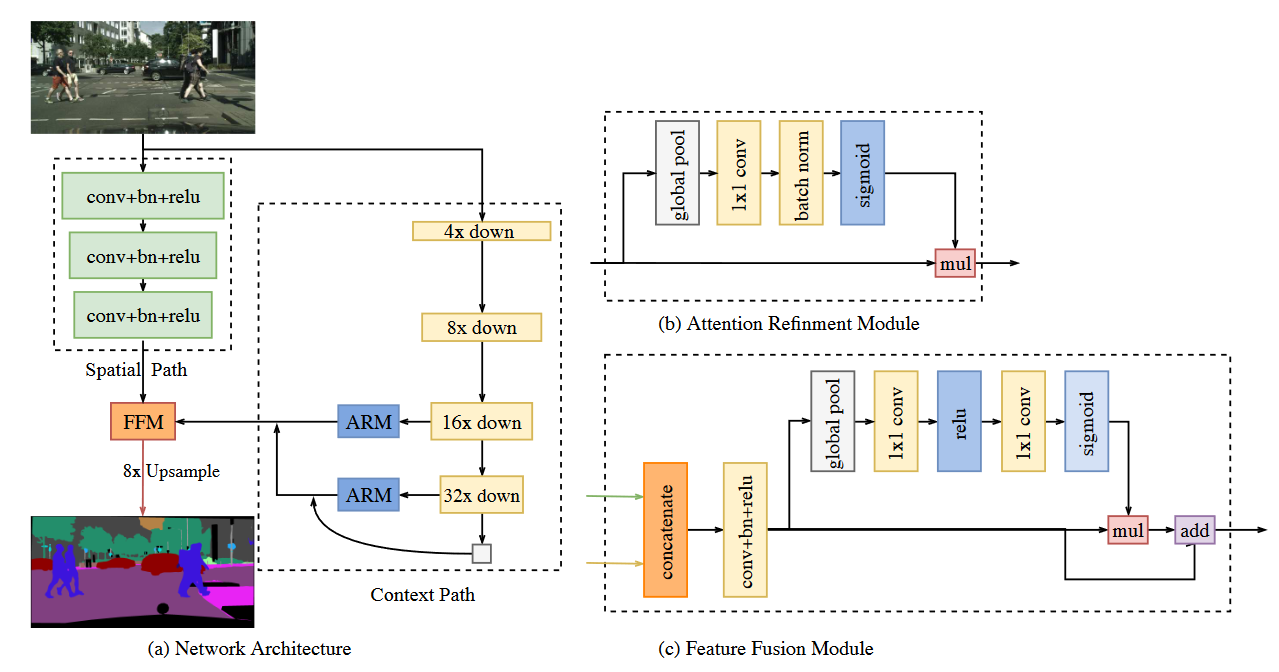 conv+bn+relu
conv+bn+relu
conv+bn+relu
Spatial Path
FFM
8x Upsample
4x down
8x down
16x down
32x down
ARM
ARM
Context Path
(a) Network Architecture
global pool
1x1 conv
batch norm
sigmoid
mul
(b) Attention Refinment Module
concatenate
conv+bn+relu
global pool
1x1 conv
relu
1x1 conv
sigmoid
mul
add
(c) Feature Fusion Module